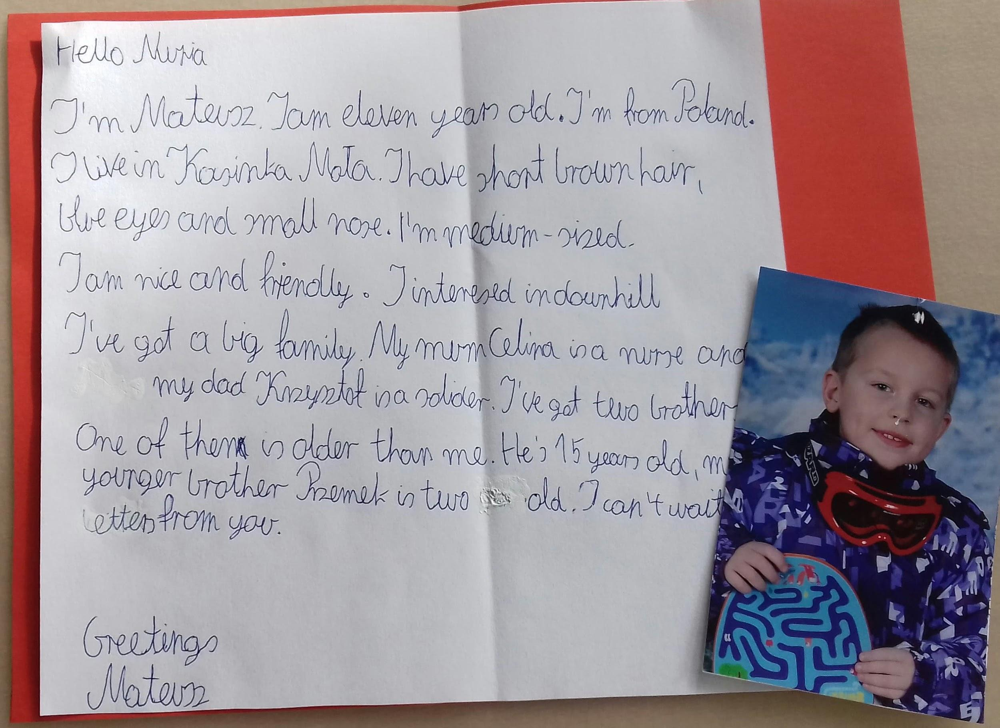 Hello Nuria
I'm Mateusz. I am eleven years old. I'm from Poland.
I live in Kasinka Mała. I have short brown hair,
blue eyes and small nose. I'm medium-sized.
I am nice and friendly. I interesed in downhill
I've got a big family. My mum Celina is a nurse and
my dad Krzysztof is a solider. I've got two brother
One of them is older than me. He's 15 years old, m
younger brother Przemek is two old. I can't wait
letters from you.
Greetings
Mateusz